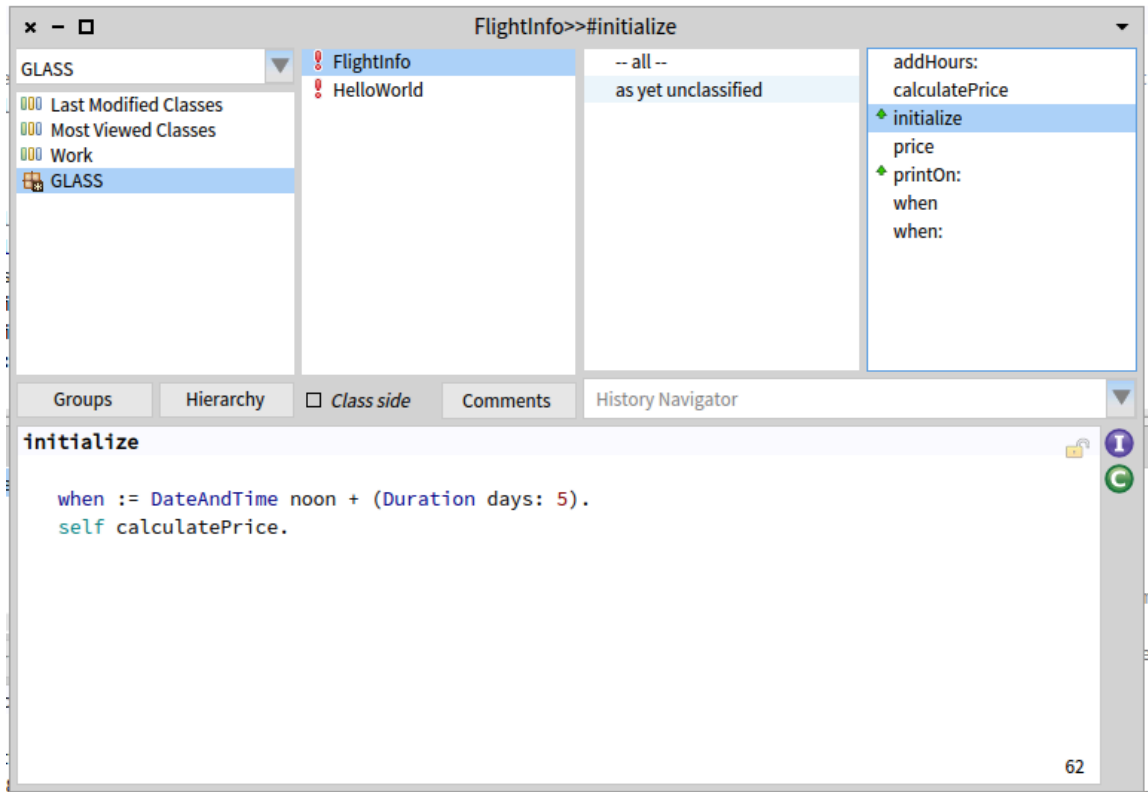 FlightInfo>>#initialize
GLASS
Last Modified Classes
Most Viewed Classes
Work
GLASS
FlightInfo
HelloWorld
-- all --
as yet unclassified
addHours:
calculatePrice
initialize
price
printOn:
when
when:
Groups
Hierarchy
Class side
Comments
History Navigator
initialize
when := DateAndTime noon + (Duration days: 5).
self calculatePrice.
I
C
62